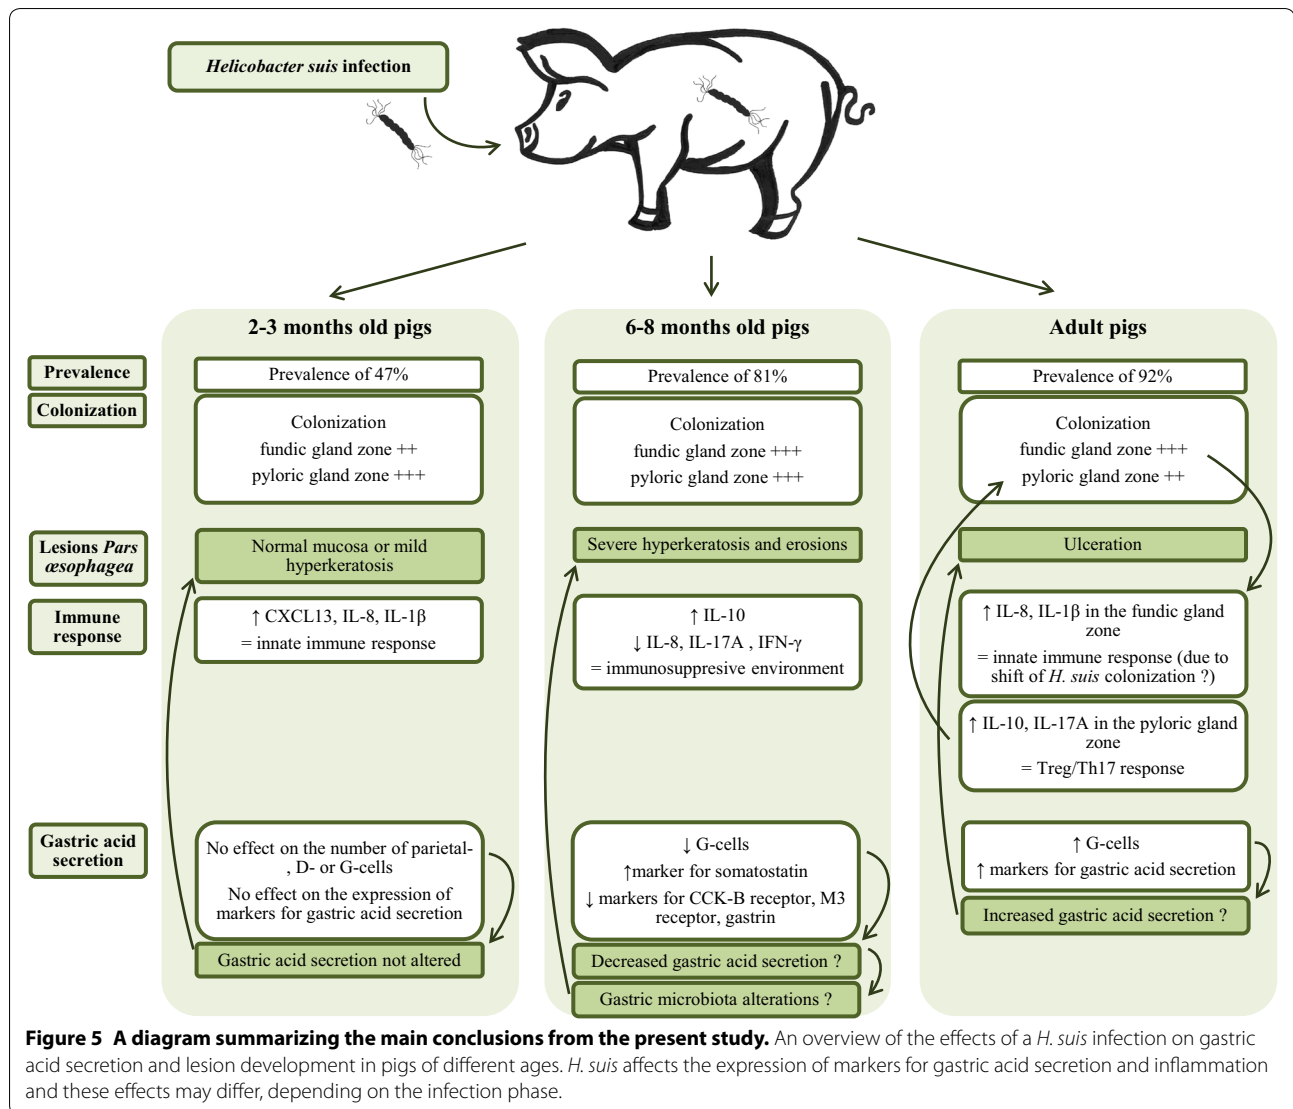 Helicobacter suis infection
2-3 months old pigs
6-8 months old pigs
Adult pigs
Prevalence
Prevalence of 47%
Prevalence of 81%
Prevalence of 92%
Colonization
Colonization
fundic gland zone ++
pyloric gland zone +++
Colonization
fundic gland zone +++
pyloric gland zone +++
Colonization
fundic gland zone +++
pyloric gland zone ++
Lesions Pars
œsophagea
Normal mucosa or mild
hyperkeratosis
Severe hyperkeratosis and erosions
Ulceration
Immune
response
↑ CXCL13, IL-8, IL-1β
= innate immune response
↑ IL-10
↓ IL-8, IL-17A , IFN-γ
= immunosuppresive environment
↑ IL-8, IL-1β in the fundic gland
zone
= innate immune response (due to
shift of H. suis colonization ?)
↑ IL-10, IL-17A in the pyloric gland
zone
= Treg/Th17 response
Gastric acid
secretion
No effect on the number of parietal-
, D- or G-cells
No effect on the expression of
markers for gastric acid secretion
Gastric acid secretion not altered
↓ G-cells
↑marker for somatostatin
↓ markers for CCK-B receptor, M3
receptor, gastrin
Decreased gastric acid secretion ?
Gastric microbiota alterations ?
↑ G-cells
↑ markers for gastric acid secretion
Increased gastric acid secretion ?
Figure 5 A diagram summarizing the main conclusions from the present study. An overview of the effects of a H. suis infection on gastric
acid secretion and lesion development in pigs of different ages. H. suis affects the expression of markers for gastric acid secretion and inflammation
and these effects may differ, depending on the infection phase.